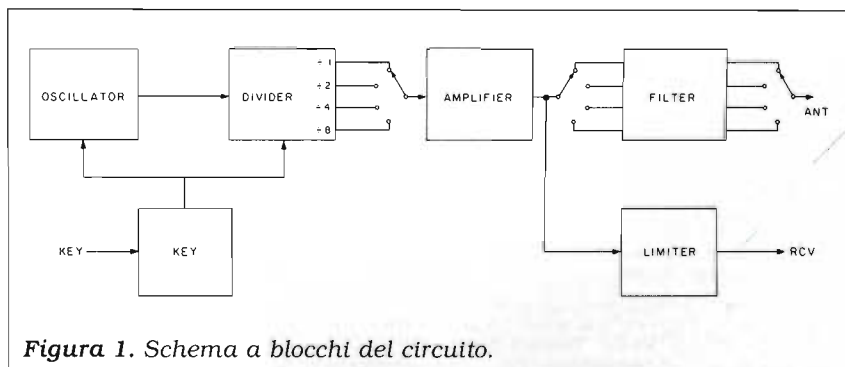 OSCILLATOR
DIVIDER
÷ 1
÷ 2
÷ 4
÷ 8
AMPLIFIER
FILTER
ANT
KEY
KEY
LIMITER
RCV
Figura 1. Schema a blocchi del circuito.